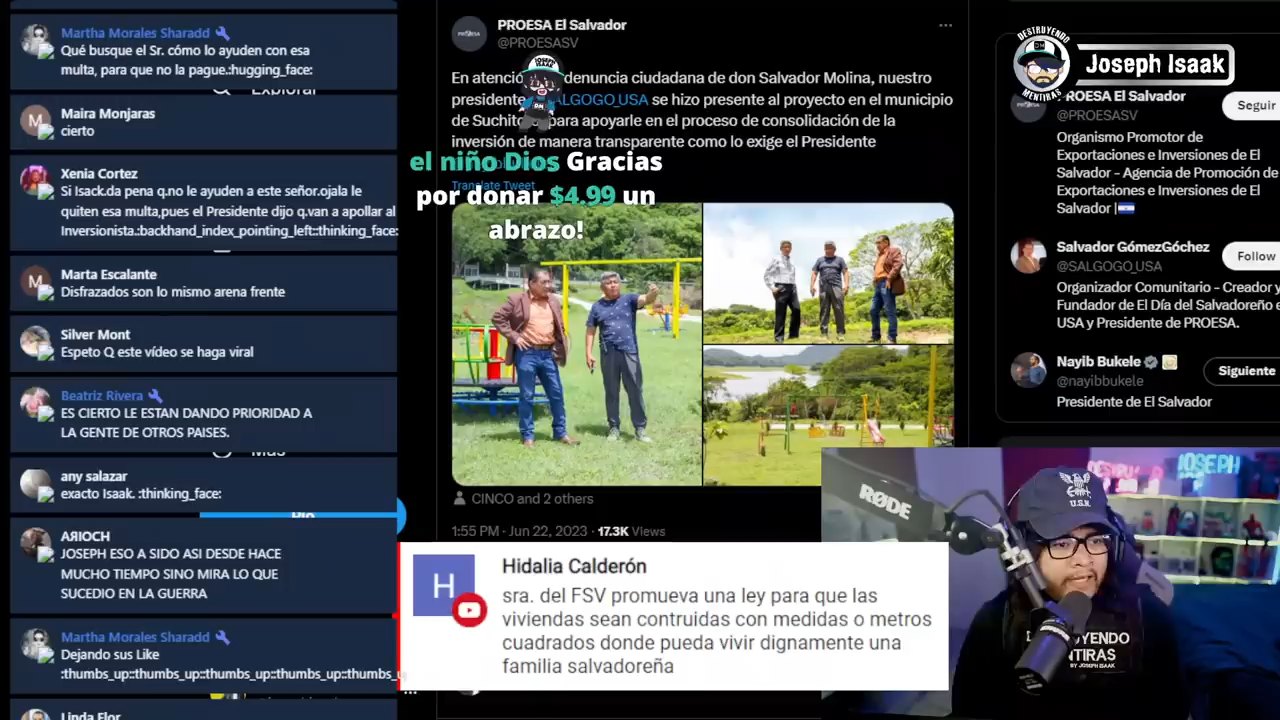 Martha Morales Sharadd
Qué busque el Sr. cómo lo ayuden con esa
multa, para que no la pague.:hugging_face:
Explorar
Maira Monjaras
cierto
Xenia Cortez
Si Isack.da pena q.no le ayuden a este señor.ojala le
quiten esa multa,pues el Presidente dijo q.van a apollar al
Inversionista.:backhand_index_pointing_left::thinking_face:
Marta Escalante
Disfrazados son lo mismo arena frente
Silver Mont
Espeto Q este vídeo se haga viral
Beatriz Rivera
ES CIERTO LE ESTAN DANDO PRIORIDAD A
LA GENTE DE OTROS PAISES.
any salazar
exacto Isaak. :thinking_face:
A8IOCH
JOSEPH ESO A SIDO ASI DESDE HACE
MUCHO TIEMPO SINO MIRA LO QUE
SUCEDIO EN LA GUERRA
Martha Morales Sharadd
Dejando sus Like
:thumbs_up::thumbs_up::thumbs_up::thumbs_up::thumbs_u
Linda Flor
PROESA El Salvador
@PROESASV
En atenció denuncia ciudadana de don Salvador Molina, nuestro
presidente ALGOGO_USA se hizo presente al proyecto en el municipio
de Suchito para apoyarle en el proceso de consolidación de la
inversión de manera transparente como lo exige el Presidente
Translate Tweet
el niño Dios Gracias
por donar $4.99 un
abrazo!
CINCO and 2 others
1:55 PM · Jun 22, 2023 · 17.3K Views
Hidalia Calderón
sra. del FSV promueva una ley para que las
viviendas sean contruidas con medidas o metros
cuadrados donde pueda vivir dignamente una
familia salvadoreña
DESTRUYENDO
DM
MENTIRAS
Joseph Isaak
PROESA El Salvador
@PROESASV
Seguir
Organismo Promotor de
Exportaciones e Inversiones de El
Salvador - Agencia de Promoción de
Exportaciones e Inversiones de El
Salvador |
Salvador GómezGóchez
@SALGOGO_USA
Follow
Organizador Comunitario - Creador y
Fundador de El Día del Salvadoreño e
USA y Presidente de PROESA.
Nayib Bukele
@nayibbukele
Siguiente
Presidente de El Salvador
RØDE
JOSEPH
U.S.N.
BY JOSEPH ISAAK